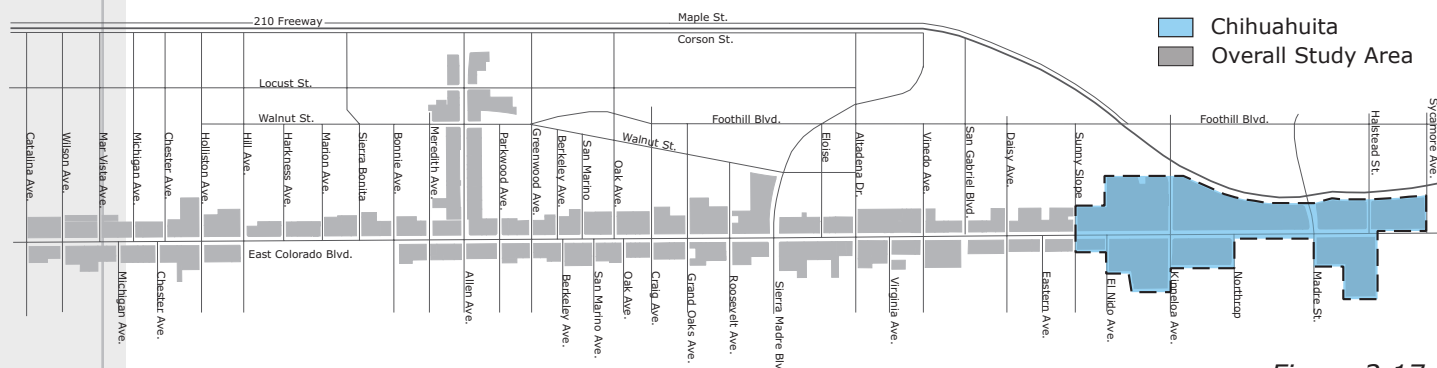 210 Freeway
Maple St.
Corson St.
Chihuahuita
Overall Study Area
Locust St.
Walnut St.
Foothill Blvd.
Walnut St.
Foothill Blvd.
Catalina Ave.
Wilson Ave.
Mar Vista Ave.
Michigan Ave.
Chester Ave.
Holliston Ave.
Hill Ave.
Harkness Ave.
Marion Ave.
Sierra Bonita
Bonnie Ave.
Meredith Ave.
Parkwood Ave.
Greenwood Ave.
Berkeley Ave.
San Marino
Oak Ave.
Eloise
Altadena Dr.
Vinedo Ave.
San Gabriel Blvd.
Daisy Ave.
Sunny Slope
Halstead St.
Sycamore Ave.
East Colorado Blvd.
Michigan Ave.
Chester Ave.
Allen Ave.
Berkeley Ave.
San Marino Ave.
Oak Ave.
Craig Ave.
Grand Oaks Ave.
Roosevelt Ave.
Sierra Madre Blv
Virginia Ave.
Eastern Ave.
El Nido Ave.
Kinneloa Ave.
Northrop
Madre St.